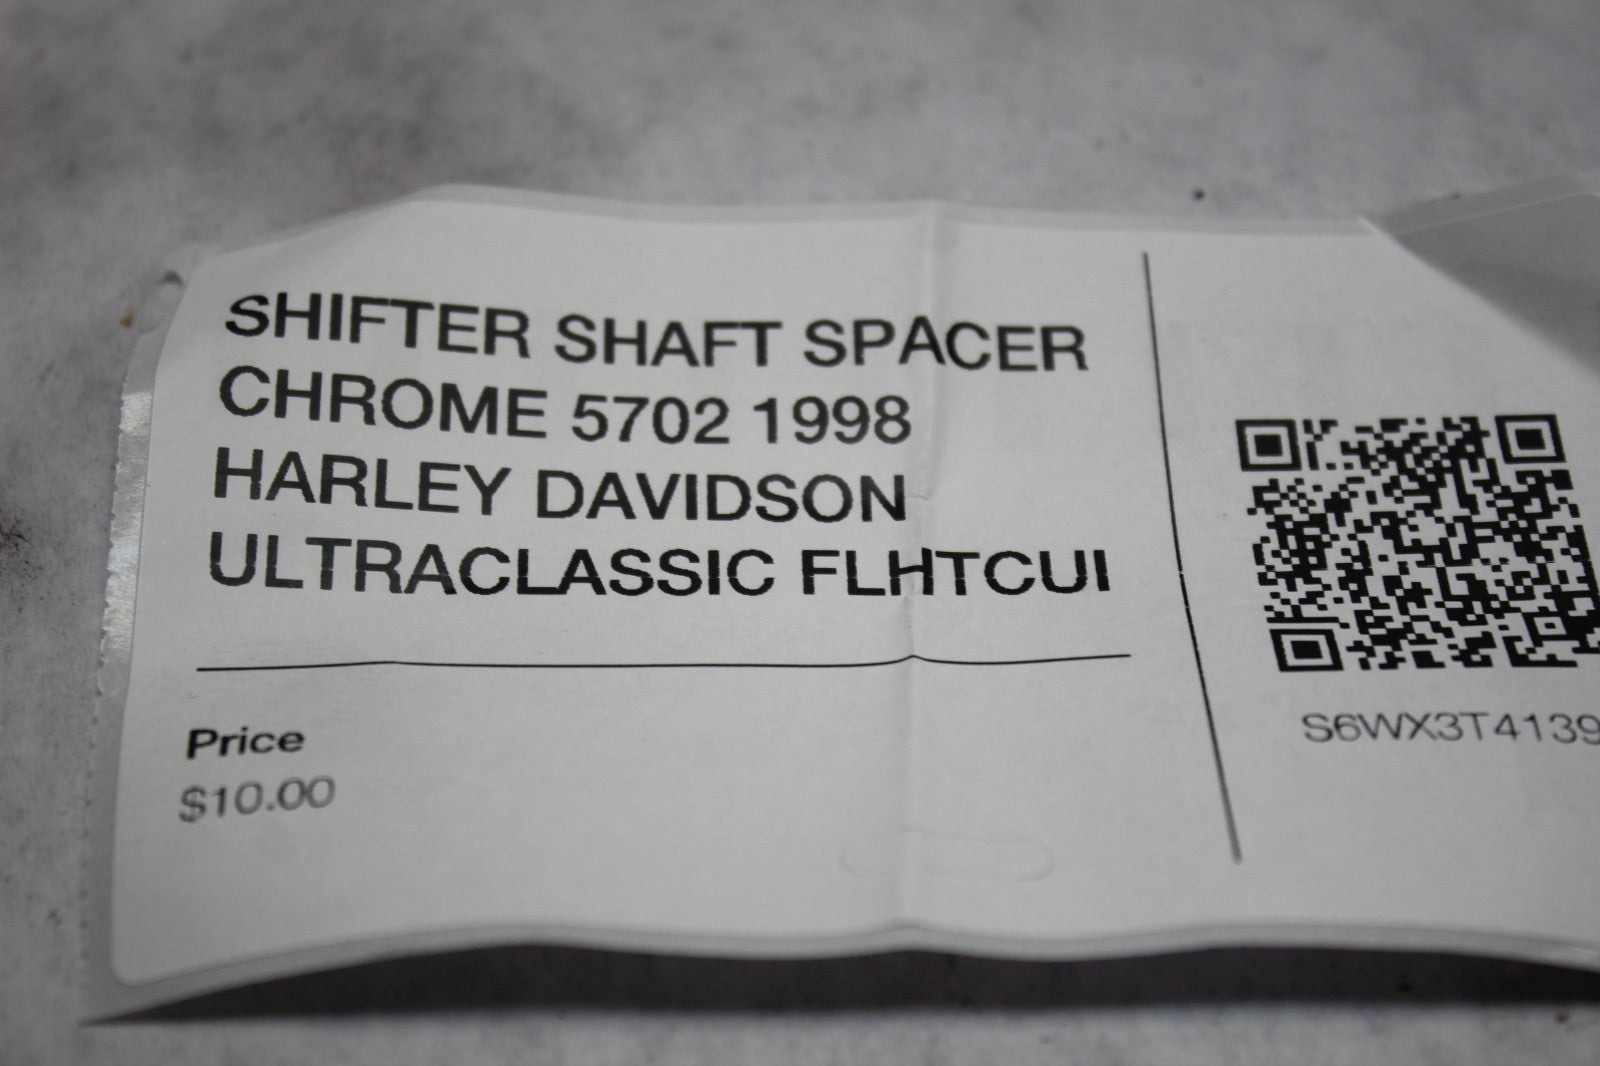 SHIFTER SHAFT SPACER
CHROME 5702 1998
HARLEY DAVIDSON
ULTRACLASSIC FLHTCUI
Price
$10.00
S6WX3T4139